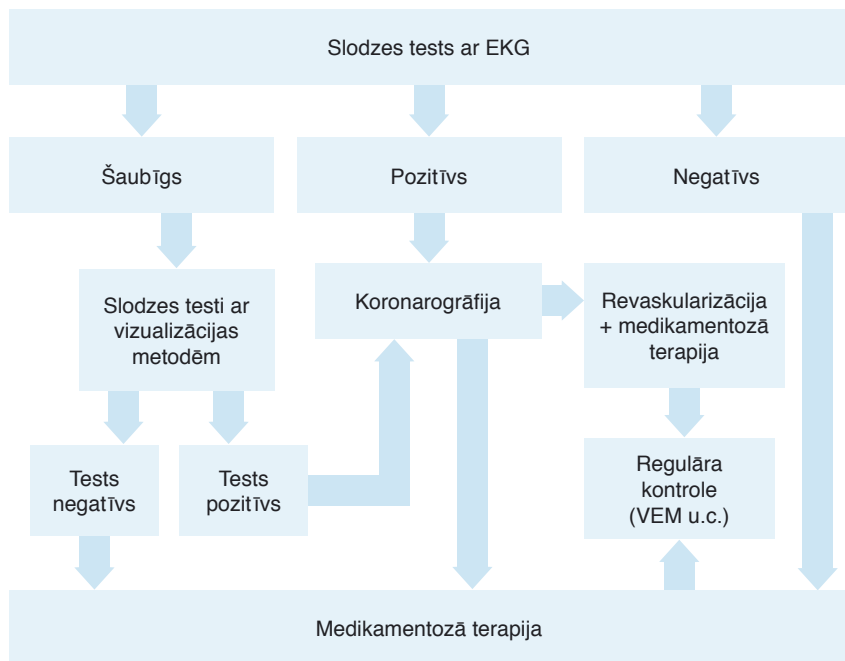 Slodzes tests ar EKG
Šaubīgs
Pozitīvs
Negatīvs
Slodzes testi ar
vizualizācijas
metodēm
Koronarogrāfija
Revaskularizācija
+ medikamentozā
terapija
Tests
negatīvs
Tests
pozitīvs
Regulāra
kontrole
(VEM u.c.)
Medikamentozā terapija